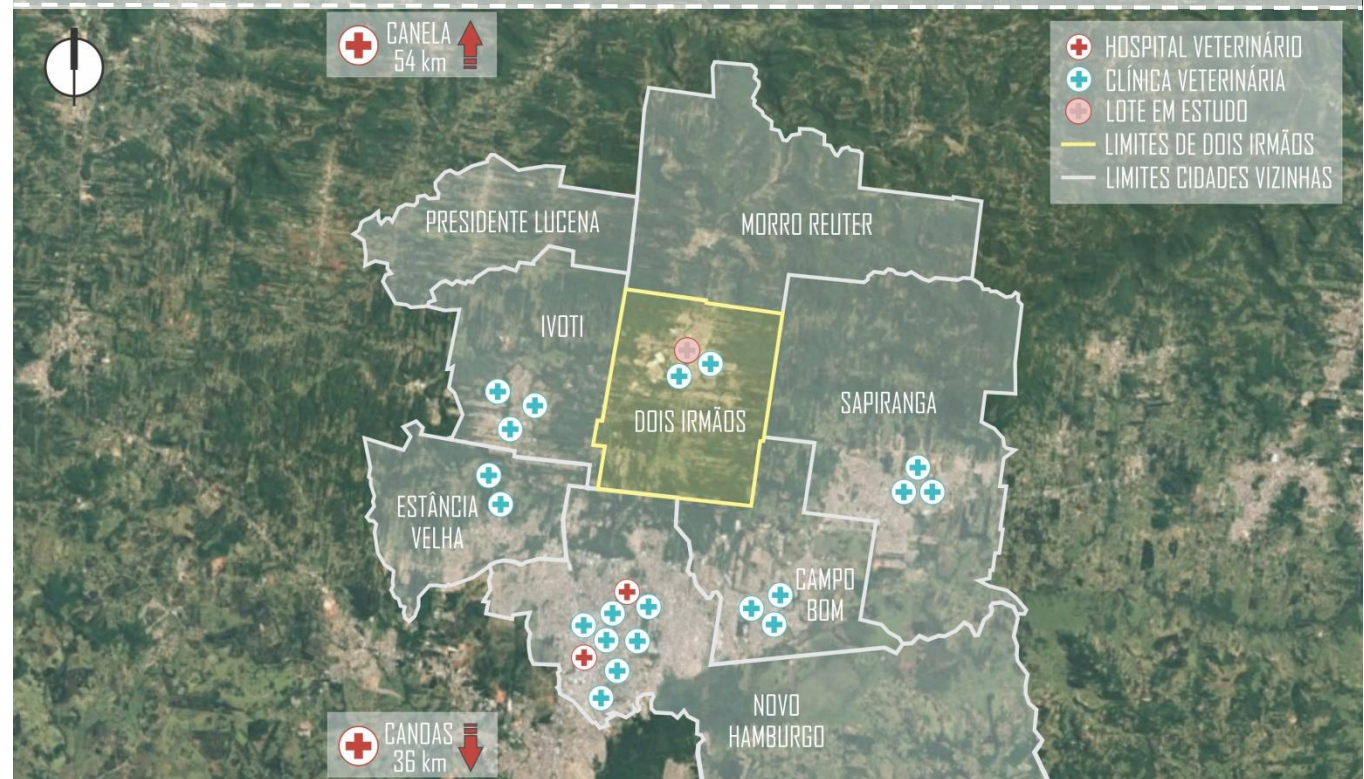 CANELA
54 km
HOSPITAL VETERINÁRIO
CLÍNICA VETERINÁRIA
LOTE EM ESTUDO
LIMITES DE DOIS IRMÃOS
LIMITES CIDADES VIZINHAS
PRESIDENTE LUCENA
MORRO REUTER
IVOTI
DOIS IRMÃOS
SAPIRANGA
ESTÂNCIA
VELHA
CAMPO
BOM
NOVO
HAMBURGO
CANOAS
36 km